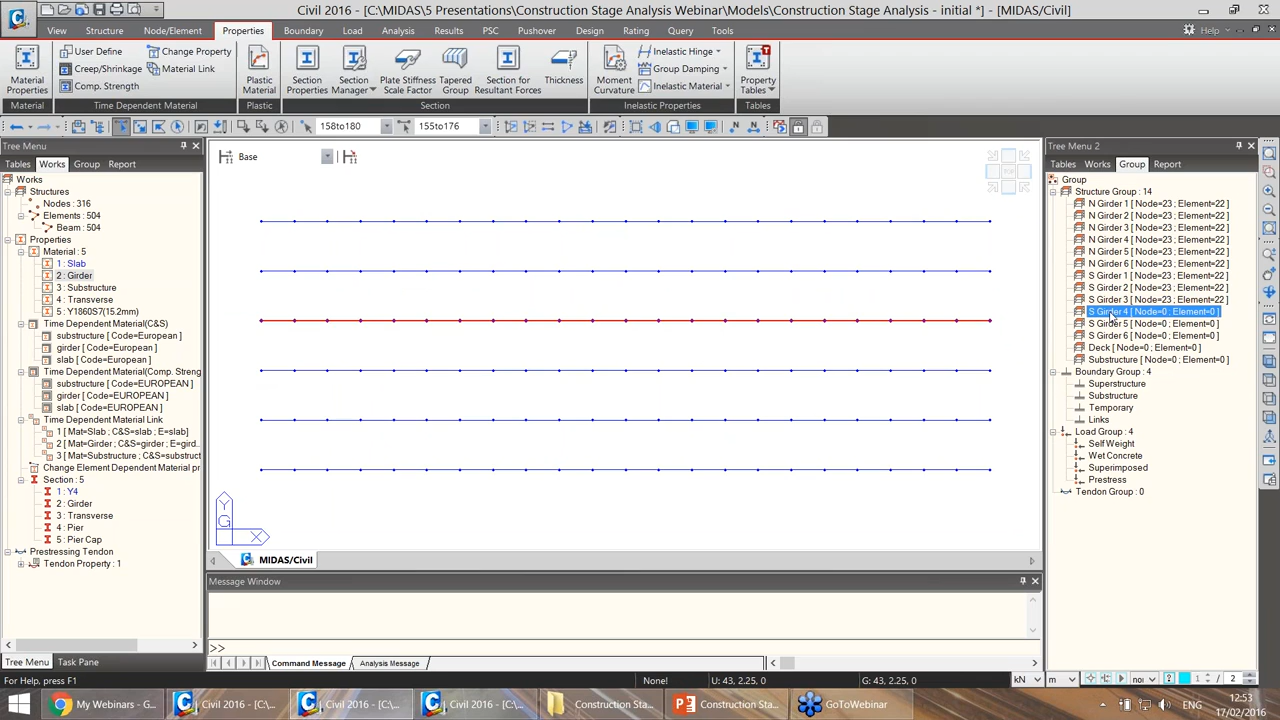 Civil 2016 - [C:\MIDAS\5 Presentations\Construction Stage Analysis Webinar\Models\Construction Stage Analysis - initial *] - [MIDAS/Civil]
View Structure Node/Element Properties Boundary Load Analysis Results PSC Pushover Design Rating Query Tools Help
Material Properties
User Define
Creep/Shrinkage
Comp. Strength
Change Property
Material Link
Plastic Material
Section Properties
Section Manager
Plate Stiffness Scale Factor
Tapered Group
Section for Resultant Forces
Thickness
Moment Curvature
Inelastic Hinge
Group Damping
Inelastic Material
Property Tables
Material Time Dependent Material Plastic Section Inelastic Properties Tables
158to180 155to176
Tree Menu
Tables Works Group Report
Works
Structures
Nodes : 316
Elements : 504
Beam : 504
Properties
Material : 5
1 : Slab
2 : Girder
3 : Substructure
4 : Transverse
5 : Y1860S7(15.2mm)
Time Dependent Material(C&S)
substructure [ Code=European ]
girder [ Code=European ]
slab [ Code=European ]
Time Dependent Material(Comp. Streng
substructure [ Code=EUROPEAN ]
girder [ Code=EUROPEAN ]
slab [ Code=EUROPEAN ]
Time Dependent Material Link
1 [ Mat=Slab ; C&S=slab ; E=slab]
2 [ Mat=Girder ; C&S=girder ; E=gird
3 [ Mat=Substructure ; C&S=substruct
Change Element Dependent Material pr
Section : 5
1 : Y4
2 : Girder
3 : Transverse
4 : Pier
5 : Pier Cap
Prestressing Tendon
Tendon Property : 1
Tree Menu Task Pane
Base
TOP
Y
G
X
MIDAS/Civil
Message Window
>>
Command Message Analysis Message
Tree Menu 2
Tables Works Group Report
Group
Structure Group : 14
N Girder 1 [ Node=23 ; Element=22 ]
N Girder 2 [ Node=23 ; Element=22 ]
N Girder 3 [ Node=23 ; Element=22 ]
N Girder 4 [ Node=23 ; Element=22 ]
N Girder 5 [ Node=23 ; Element=22 ]
N Girder 6 [ Node=23 ; Element=22 ]
S Girder 1 [ Node=23 ; Element=22 ]
S Girder 2 [ Node=23 ; Element=22 ]
S Girder 3 [ Node=23 ; Element=22 ]
S Girder 4 [ Node=0 ; Element=0 ]
S Girder 5 [ Node=0 ; Element=0 ]
S Girder 6 [ Node=0 ; Element=0 ]
Deck [ Node=0 ; Element=0 ]
Substructure [ Node=0 ; Element=0 ]
Boundary Group : 4
Superstructure
Substructure
Temporary
Links
Load Group : 4
Self Weight
Wet Concrete
Superimposed
Prestress
Tendon Group : 0
For Help, press F1
None! U: 43, 2.25, 0 G: 43, 2.25, 0 kN m noi 1 / 2
My Webinars - G... Civil 2016 - [C:\... Civil 2016 - [C:\... Civil 2016 - [C:\... Construction Sta... Construction Sta... GoToWebinar
ENG
12:53
17/02/2016